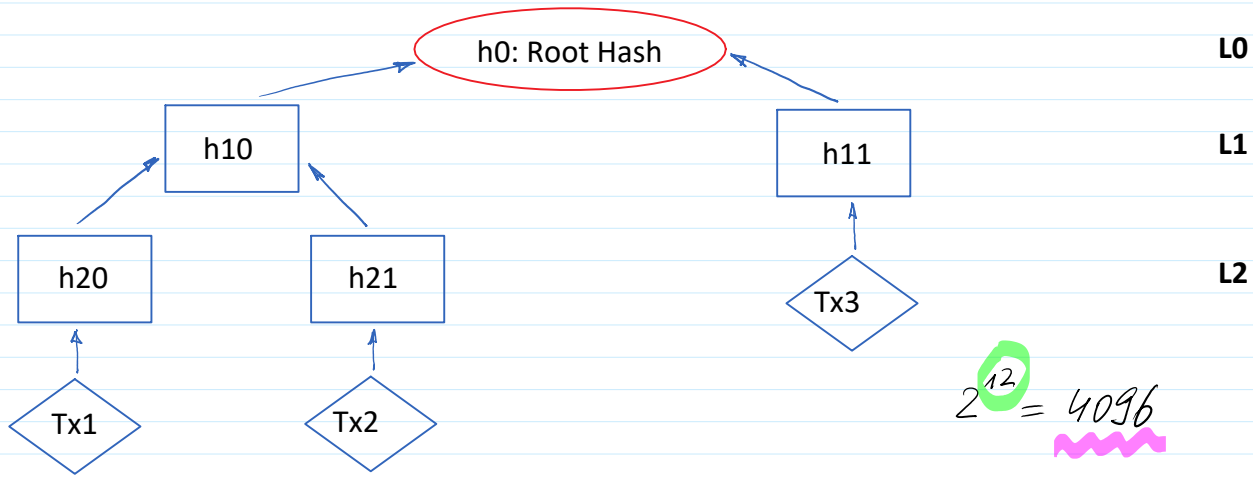 h0: Root Hash
L0
h10
h11
L1
h20
h21
L2
Tx3
Tx1
Tx2
2^12 = 4096